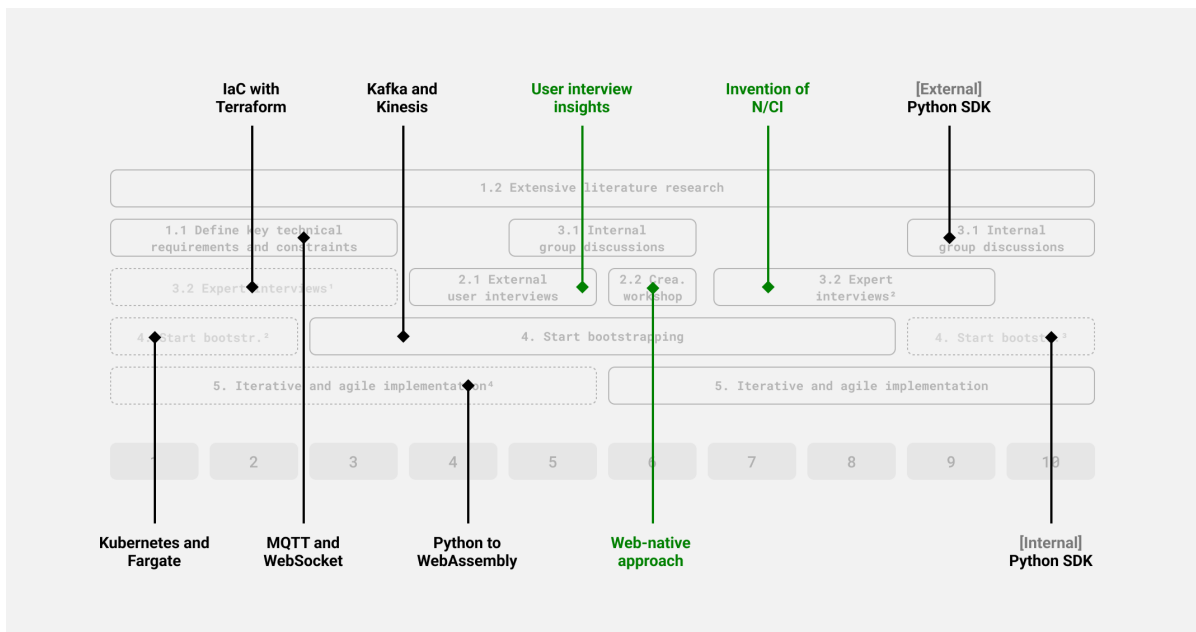 IaC with
Terraform
Kafka and
Kinesis
User interview
insights
Invention of
N/CI
[External]
Python SDK
1.2 Extensive literature research
1.1 Define key technical
requirements and constraints
3.1 Internal
group discussions
3.1 Internal
group discussions
3.2 Expert interviews¹
2.1 External
user interviews
2.2 Crea.
workshop
3.2 Expert
interviews²
4. Start bootstr.³
4. Start bootstrapping
4. Start bootstr.³
5. Iterative and agile implementation⁴
5. Iterative and agile implementation
1
2
3
4
5
6
7
8
9
10
Kubernetes and
Fargate
MQTT and
WebSocket
Python to
WebAssembly
Web-native
approach
[Internal]
Python SDK